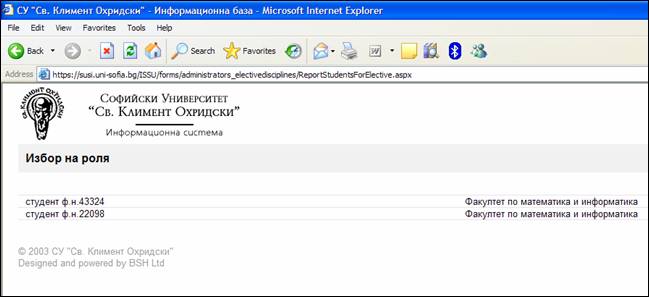 СУ "Св. Климент Охридски" - Информационна база - Microsoft Internet Explorer
File Edit View Favorites Tools Help
Back Search Favorites
Address https://susi.uni-sofia.bg/ISSU/forms/administrators_electivedisciplines/ReportStudentsForElective.aspx
СВ. КЛИМЕНТ ОХРИДСКИ
Софийски Университет
“Св. Климент Охридски”
Информационна система
Избор на роля
студент ф.н.43324 Факултет по математика и информатика
студент ф.н.22098 Факултет по математика и информатика
© 2003 СУ "Св. Климент Охридски"
Designed and powered by BSH Ltd